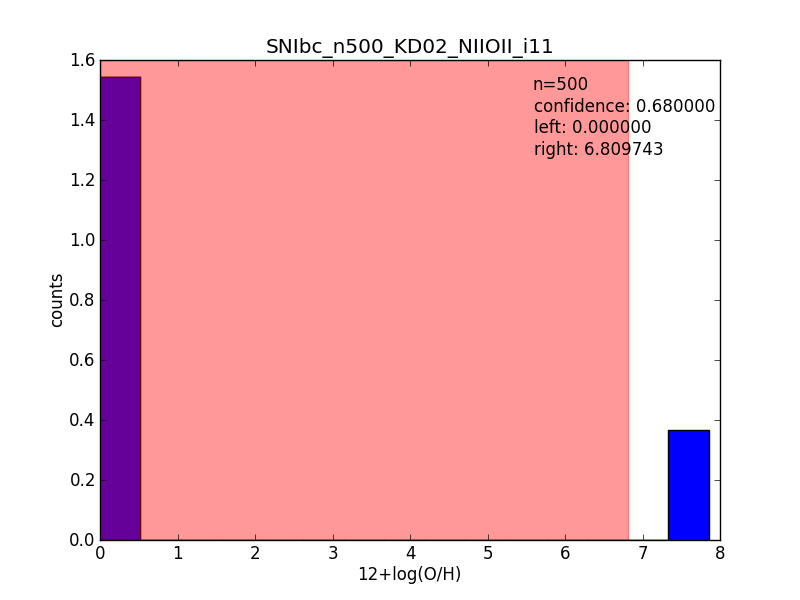 SNIbc_n500_KD02_NIIOII_i11
1.6
1.4
1.2
1.0
0.8
0.6
0.4
0.2
0.0
counts
n=500
confidence: 0.680000
left: 0.000000
right: 6.809743
0 1 2 3 4 5 6 7 8
12+log(O/H)